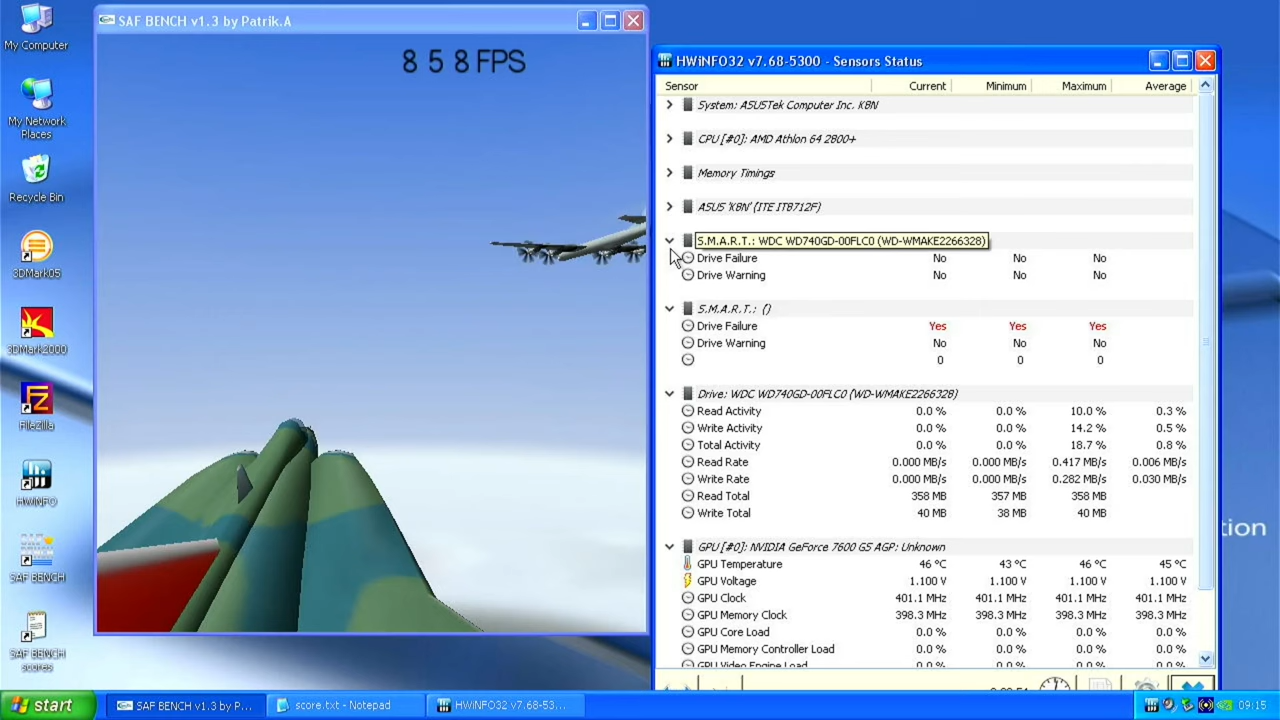 My Computer
My Network
Places
Recycle Bin
3DMark05
3DMark2000
FileZilla
HWiNFO
SAF BENCH
SAF BENCH
scores
SAF BENCH v1.3 by Patrik.A
8 5 8 FPS
HWiNFO32 v7.68-5300 - Sensors Status
Sensor Current Minimum Maximum Average
System: ASUSTek Computer Inc. K8N
CPU [#0]: AMD Athlon 64 2800+
Memory Timings
ASUS 'K8N' (ITE IT8712F)
S.M.A.R.T.: WDC WD740GD-00FLC0 (WD-WMAKE2266328)
Drive Failure No No No
Drive Warning No No No
S.M.A.R.T.: ()
Drive Failure Yes Yes Yes
Drive Warning No No No
0 0 0
Drive: WDC WD740GD-00FLC0 (WD-WMAKE2266328)
Read Activity 0.0 % 0.0 % 10.0 % 0.3 %
Write Activity 0.0 % 0.0 % 14.2 % 0.5 %
Total Activity 0.0 % 0.0 % 18.7 % 0.8 %
Read Rate 0.000 MB/s 0.000 MB/s 0.417 MB/s 0.006 MB/s
Write Rate 0.000 MB/s 0.000 MB/s 0.282 MB/s 0.030 MB/s
Read Total 358 MB 357 MB 358 MB
Write Total 40 MB 38 MB 40 MB
GPU [#0]: NVIDIA GeForce 7600 GS AGP: Unknown
GPU Temperature 46 °C 43 °C 46 °C 45 °C
GPU Voltage 1.100 V 1.100 V 1.100 V 1.100 V
GPU Clock 401.1 MHz 401.1 MHz 401.1 MHz 401.1 MHz
GPU Memory Clock 398.3 MHz 398.3 MHz 398.3 MHz 398.3 MHz
GPU Core Load 0.0 % 0.0 % 0.0 % 0.0 %
GPU Memory Controller Load 0.0 % 0.0 % 0.0 % 0.0 %
GPU Video Engine Load 0.0 % 0.0 % 0.0 % 0.0 %
tion
start
SAF BENCH v1.3 by P...
score.txt - Notepad
HWiNFO32 v7.68-53...
09:15